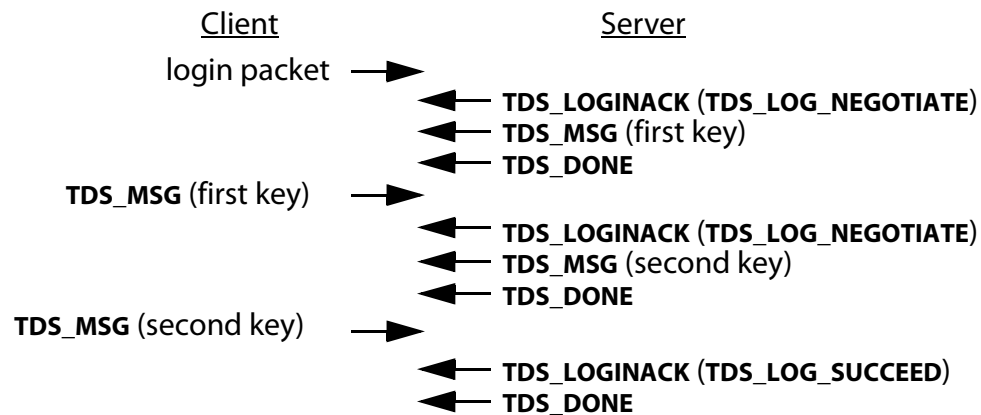 Client Server
login packet
TDS_LOGINACK (TDS_LOG_NEGOTIATE)
TDS_MSG (first key)
TDS_DONE
TDS_MSG (first key)
TDS_LOGINACK (TDS_LOG_NEGOTIATE)
TDS_MSG (second key)
TDS_DONE
TDS_MSG (second key)
TDS_LOGINACK (TDS_LOG_SUCCEED)
TDS_DONE